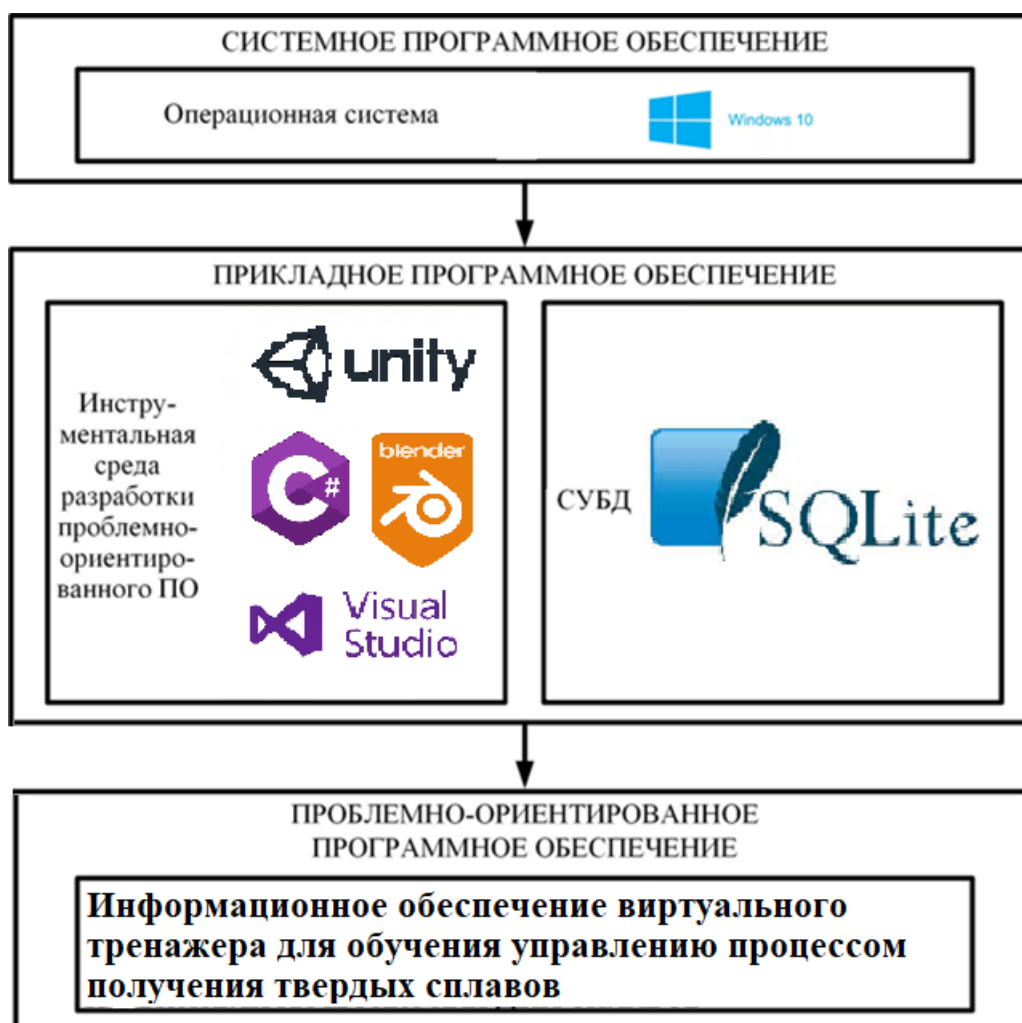 СИСТЕМНОЕ ПРОГРАММНОЕ ОБЕСПЕЧЕНИЕ
Операционная система
Windows 10
ПРИКЛАДНОЕ ПРОГРАММНОЕ ОБЕСПЕЧЕНИЕ
Инстру-
ментальная
среда
разработки
проблемно-
ориентиро-
ванного ПО
unity
C#
blender
Visual
Studio
СУБД
SQLite
ПРОБЛЕМНО-ОРИЕНТИРОВАННОЕ
ПРОГРАММНОЕ ОБЕСПЕЧЕНИЕ
Информационное обеспечение виртуального
тренажера для обучения управлению процессом
получения твердых сплавов